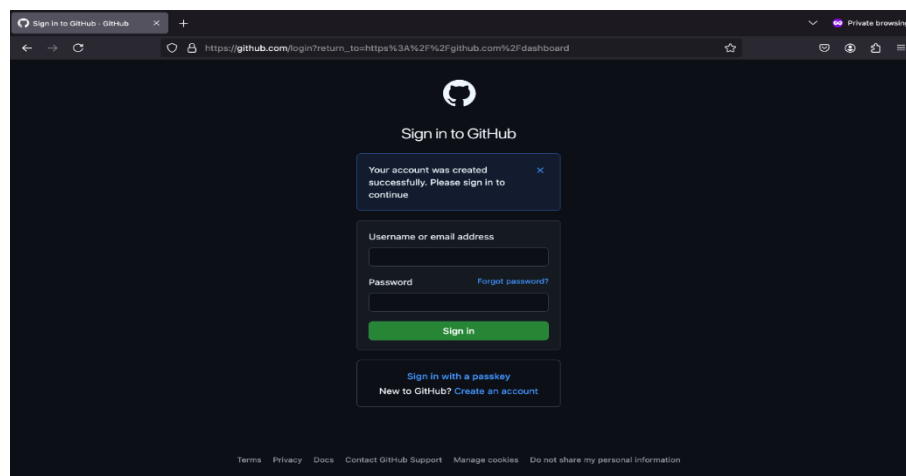 Sign in to GitHub · GitHub
Private browsing
https://github.com/login?return_to=https%3A%2F%2Fgithub.com%2Fdashboard
Sign in to GitHub
Your account was created
successfully. Please sign in to
continue
Username or email address
Password Forgot password?
Sign in
Sign in with a passkey
New to GitHub? Create an account
Terms Privacy Docs Contact GitHub Support Manage cookies Do not share my personal information